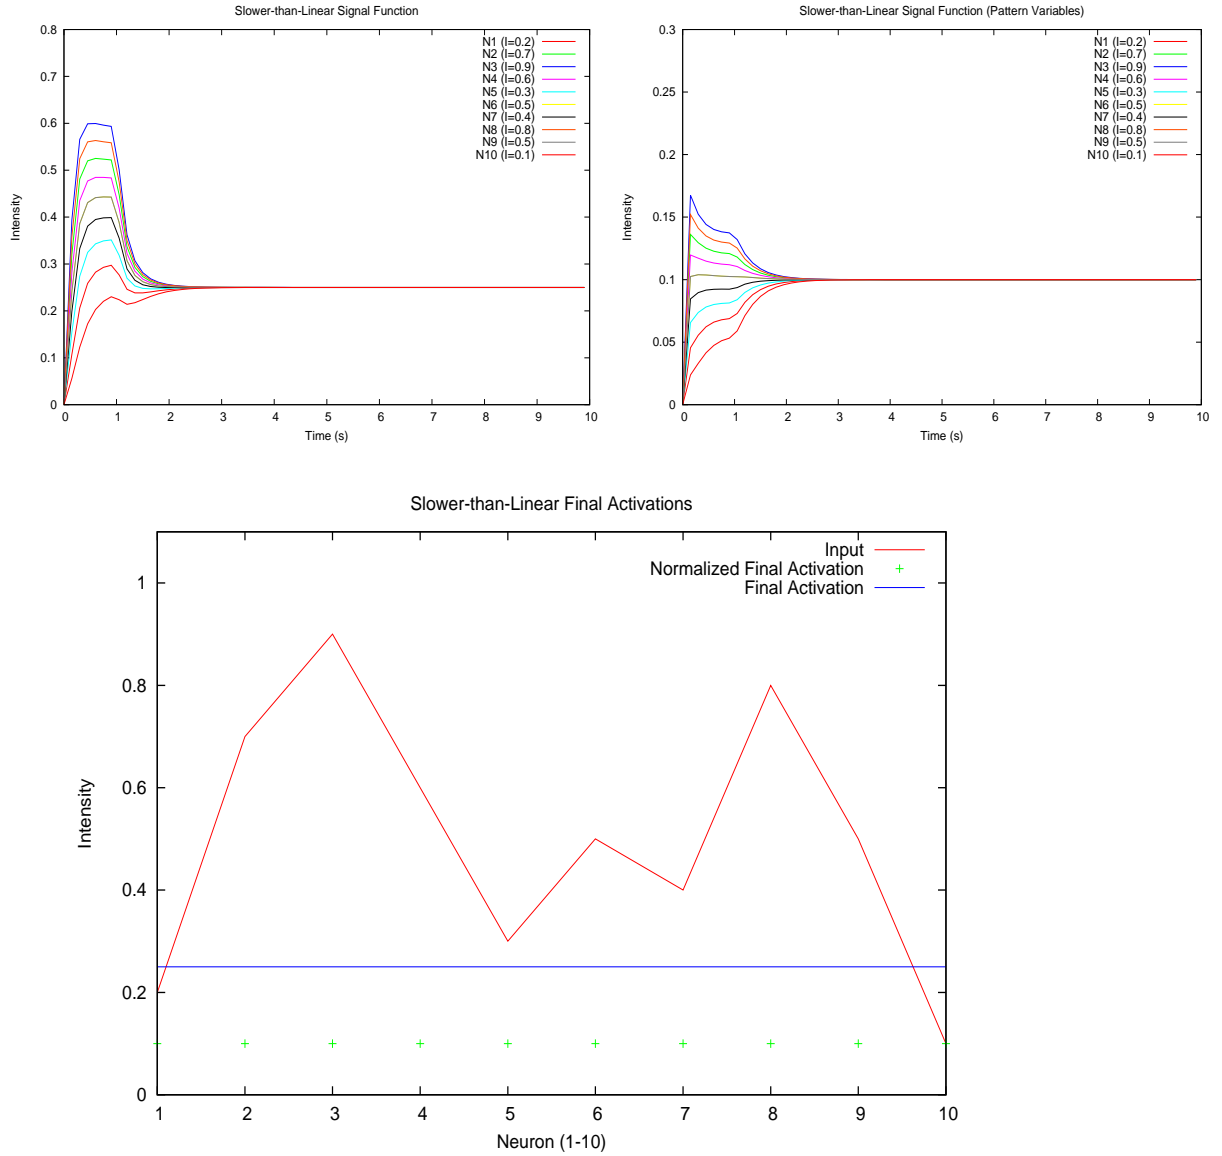 Slower-than-Linear Signal Function
0.8
0.7
0.6
0.5
0.4
0.3
0.2
0.1
0
0 1 2 3 4 5 6 7 8 9 10
Intensity
Time (s)
N1 (I=0.2)
N2 (I=0.7)
N3 (I=0.9)
N4 (I=0.6)
N5 (I=0.3)
N6 (I=0.5)
N7 (I=0.4)
N8 (I=0.8)
N9 (I=0.5)
N10 (I=0.1)
Slower-than-Linear Signal Function (Pattern Variables)
0.3
0.25
0.2
0.15
0.1
0.05
0
0 1 2 3 4 5 6 7 8 9 10
Intensity
Time (s)
N1 (I=0.2)
N2 (I=0.7)
N3 (I=0.9)
N4 (I=0.6)
N5 (I=0.3)
N6 (I=0.5)
N7 (I=0.4)
N8 (I=0.8)
N9 (I=0.5)
N10 (I=0.1)
Slower-than-Linear Final Activations
Input
Normalized Final Activation
Final Activation
1
0.8
0.6
0.4
0.2
0
Intensity
1 2 3 4 5 6 7 8 9 10
Neuron (1-10)